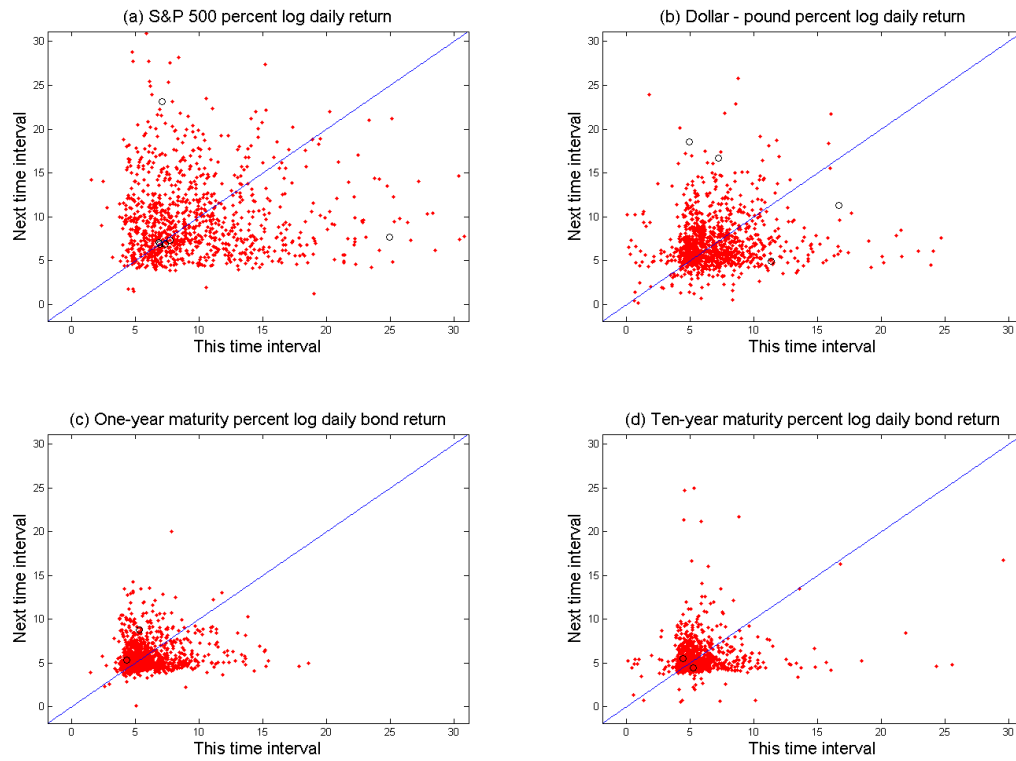 (a) S&P 500 percent log daily return
30
25
20
15
10
5
0
Next time interval
0 5 10 15 20 25 30
This time interval
(b) Dollar - pound percent log daily return
30
25
20
15
10
5
0
Next time interval
0 5 10 15 20 25 30
This time interval
(c) One-year maturity percent log daily bond return
30
25
20
15
10
5
0
Next time interval
0 5 10 15 20 25 30
This time interval
(d) Ten-year maturity percent log daily bond return
30
25
20
15
10
5
0
Next time interval
0 5 10 15 20 25 30
This time interval